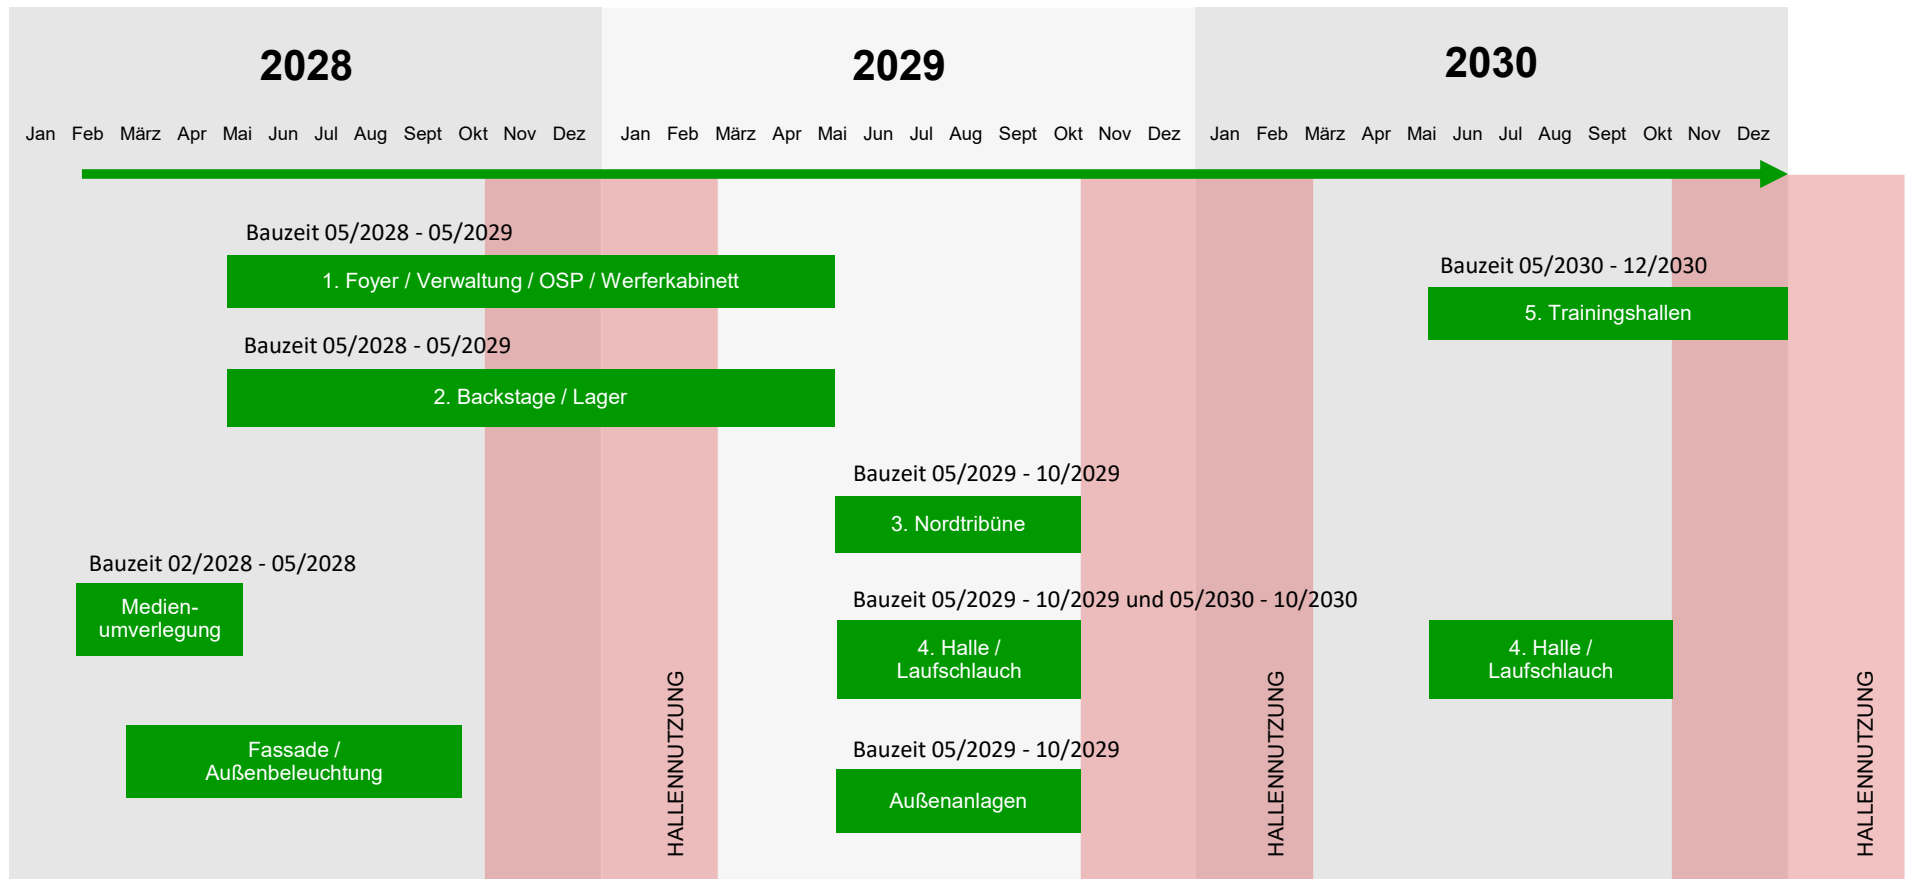 2028 2029 2030
Jan Feb März Apr Mai Jun Jul Aug Sept Okt Nov Dez Jan Feb März Apr Mai Jun Jul Aug Sept Okt Nov Dez Jan Feb März Apr Mai Jun Jul Aug Sept Okt Nov Dez
Bauzeit 05/2028 - 05/2029
1. Foyer / Verwaltung / OSP / Werferkabinett
Bauzeit 05/2030 - 12/2030
5. Trainingshallen
Bauzeit 05/2028 - 05/2029
2. Backstage / Lager
Bauzeit 05/2029 - 10/2029
3. Nordtribüne
Bauzeit 02/2028 - 05/2028
Medien-
umverlegung
Bauzeit 05/2029 - 10/2029 und 05/2030 - 10/2030
4. Halle /
Laufschlauch
4. Halle /
Laufschlauch
Fassade /
Außenbeleuchtung
Bauzeit 05/2029 - 10/2029
Außenanlagen
HALLENNUTZUNG
HALLENNUTZUNG
HALLENNUTZUNG